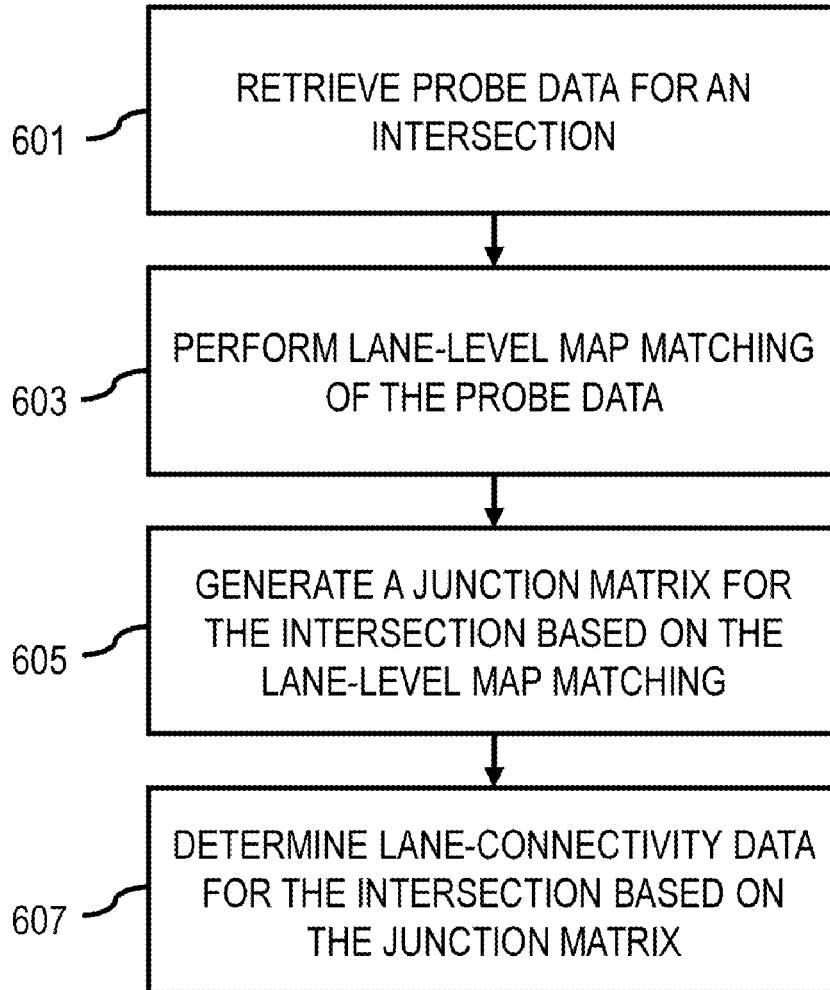 601
RETRIEVE PROBE DATA FOR AN
INTERSECTION
603
PERFORM LANE-LEVEL MAP MATCHING
OF THE PROBE DATA
605
GENERATE A JUNCTION MATRIX FOR
THE INTERSECTION BASED ON THE
LANE-LEVEL MAP MATCHING
607
DETERMINE LANE-CONNECTIVITY DATA
FOR THE INTERSECTION BASED ON
THE JUNCTION MATRIX